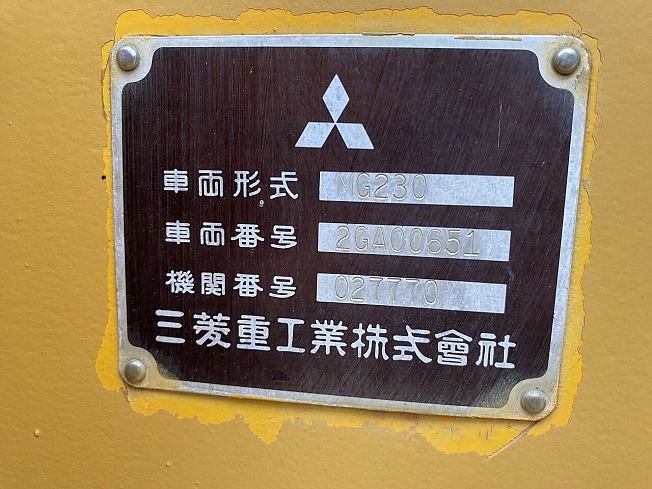 車両形式 MG230
車両番号 2GA00651
機関番号 027770
三菱重工業株式會社